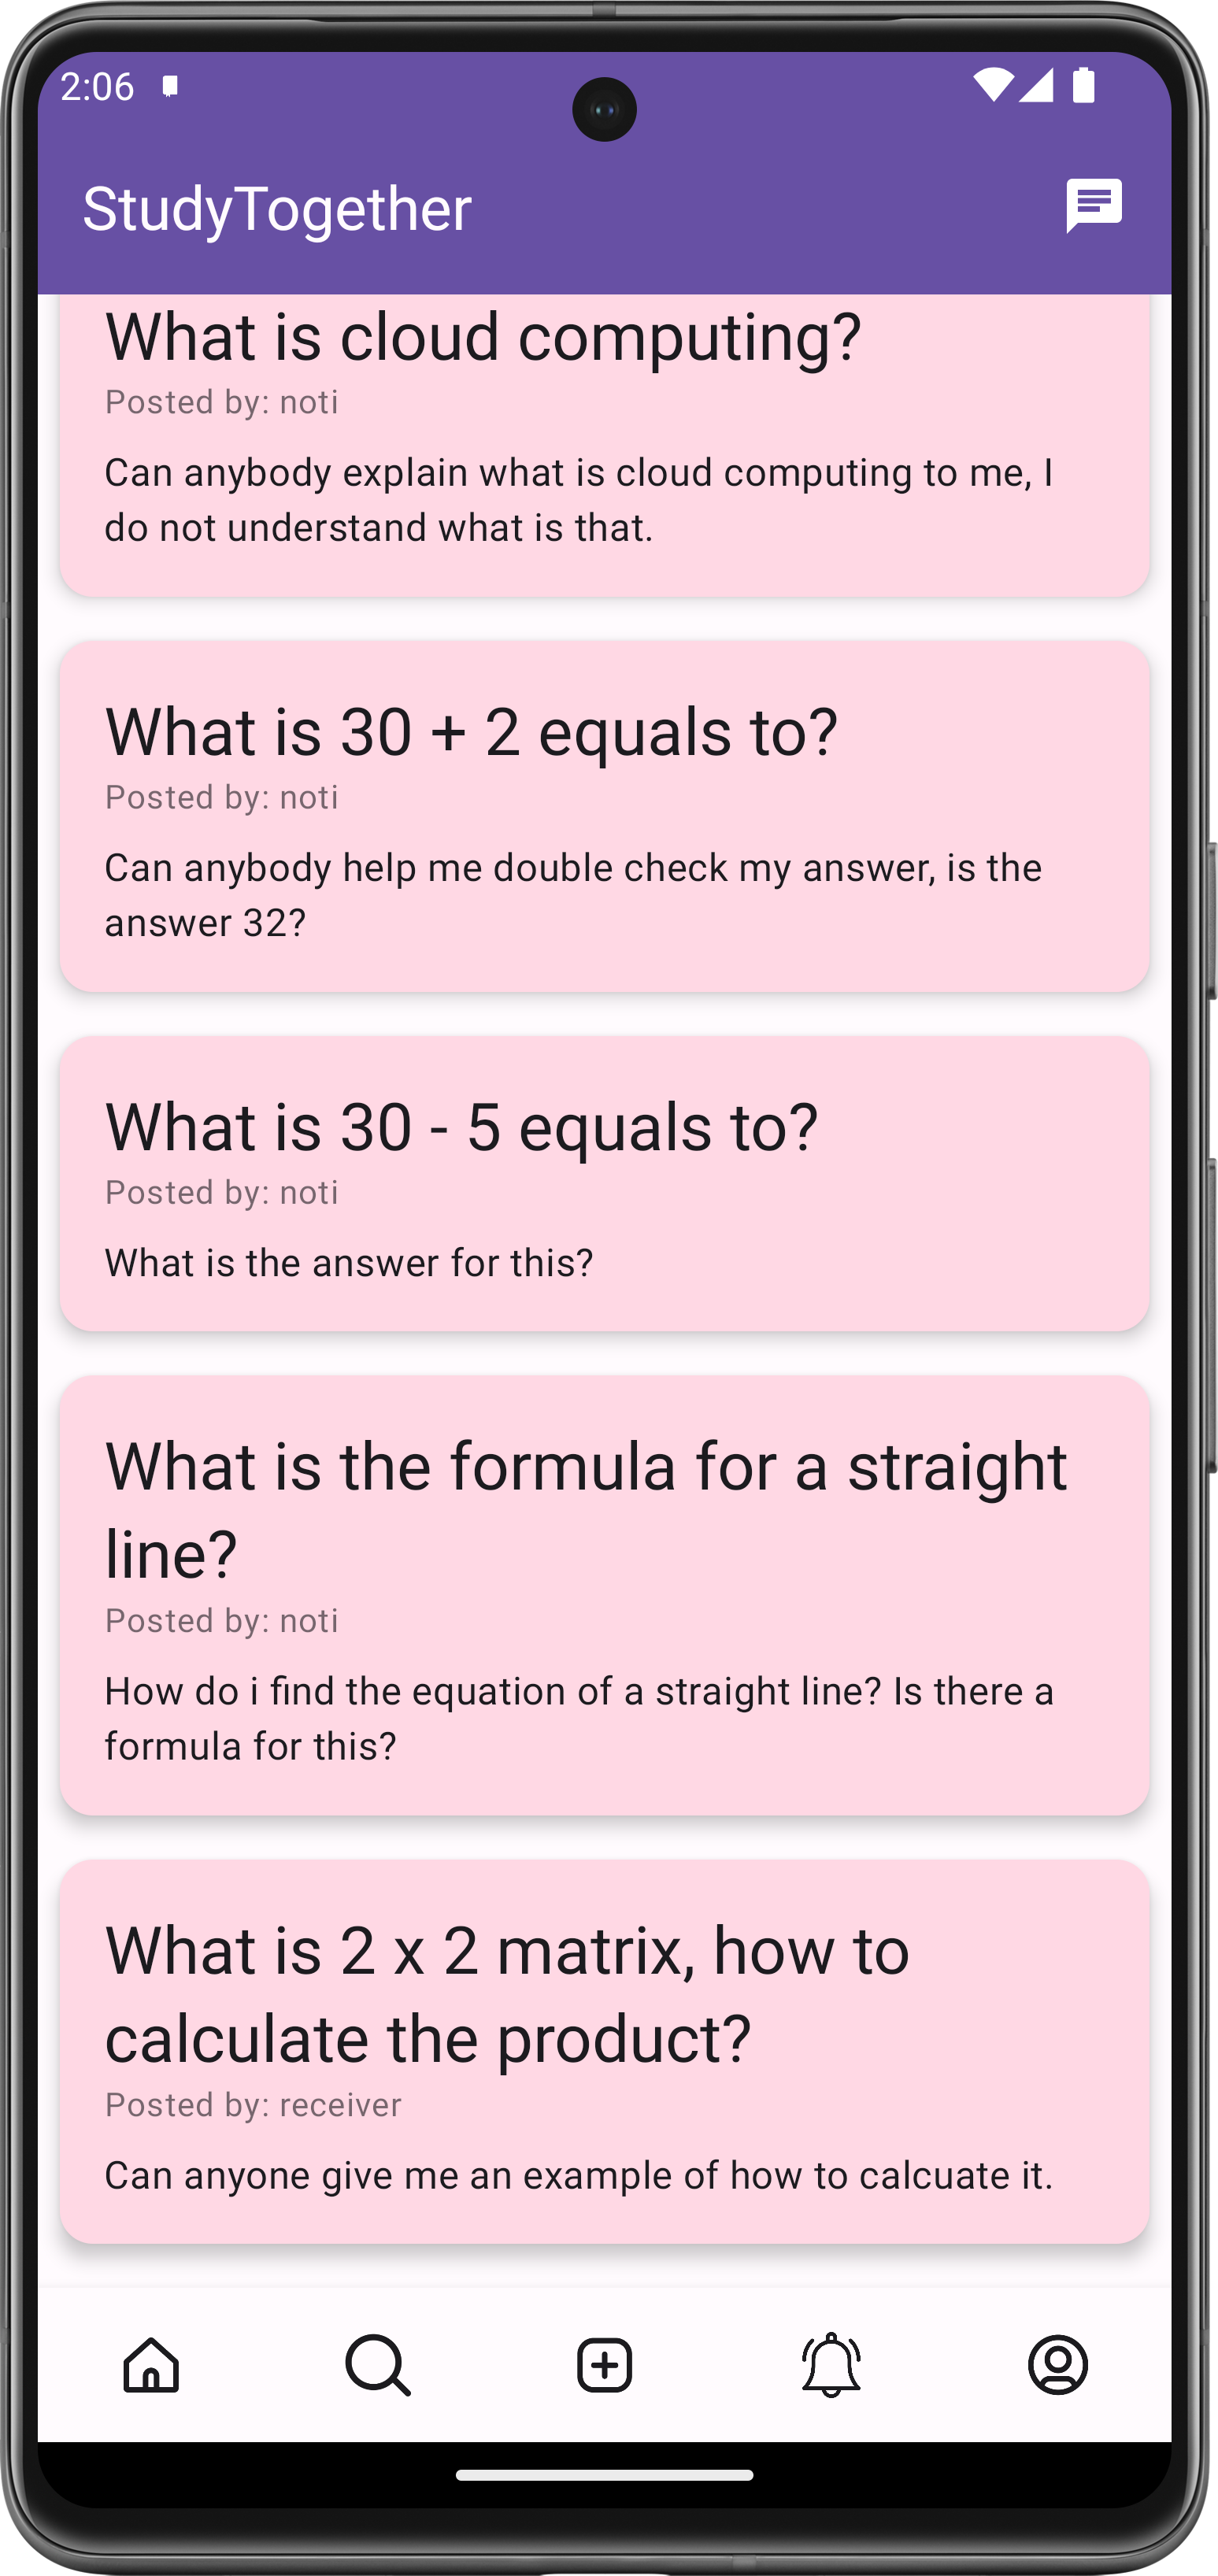 2:06
StudyTogether
What is cloud computing?
Posted by: noti
Can anybody explain what is cloud computing to me, I
do not understand what is that.
What is 30 + 2 equals to?
Posted by: noti
Can anybody help me double check my answer, is the
answer 32?
What is 30 - 5 equals to?
Posted by: noti
What is the answer for this?
What is the formula for a straight
line?
Posted by: noti
How do i find the equation of a straight line? Is there a
formula for this?
What is 2 x 2 matrix, how to
calculate the product?
Posted by: receiver
Can anyone give me an example of how to calcuate it.